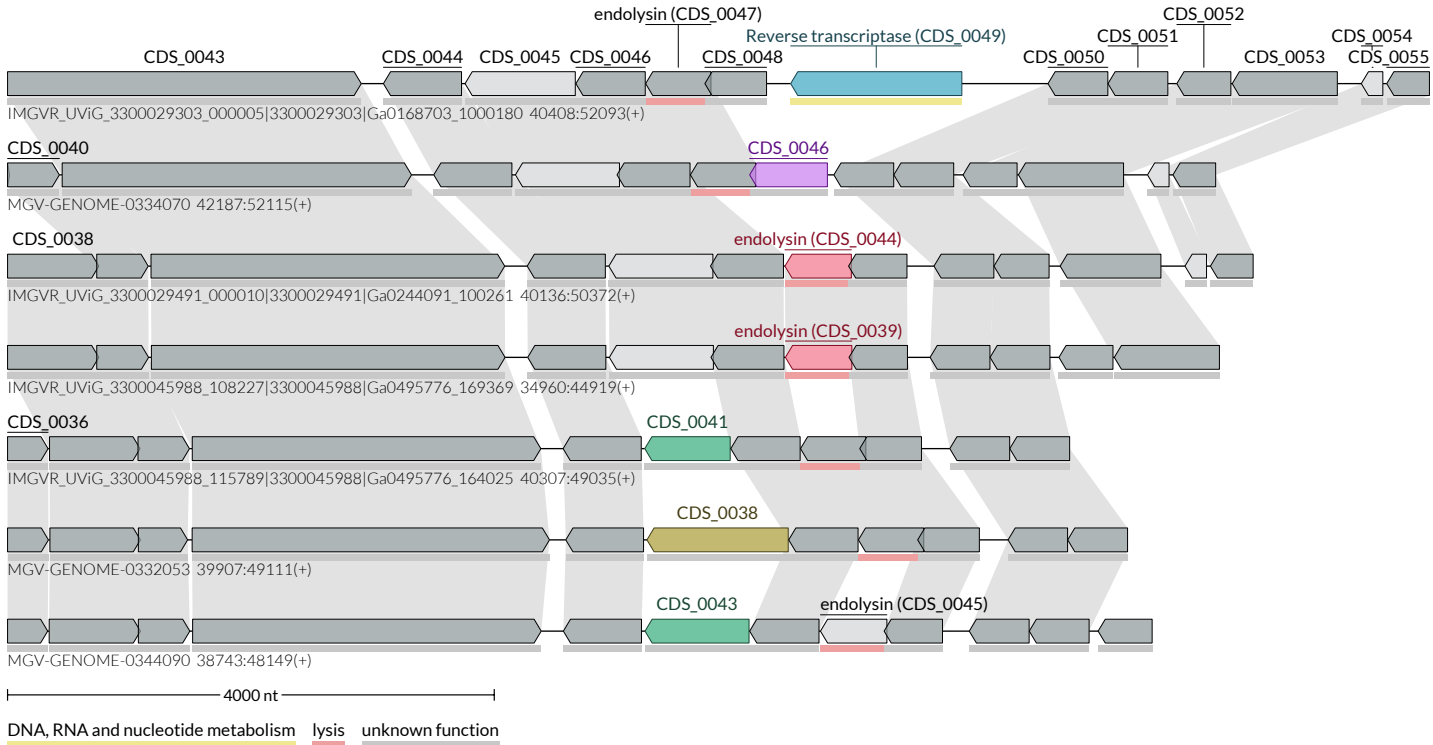 endolysin (CDS_0047)
CDS_0052
Reverse transcriptase (CDS_0049)
CDS_0051
CDS_0054
CDS_0043 CDS_0044 CDS_0045 CDS_0046 CDS_0048 CDS_0050 CDS_0053 CDS_0055
IMGVR_UViG_3300029303_000005|3300029303|Ga0168703_1000180 40408:52093(+)
CDS_0040 CDS_0046
MGV-GENOME-0334070 42187:52115(+)
CDS_0038 endolysin (CDS_0044)
IMGVR_UViG_3300029491_000010|3300029491|Ga0244091_100261 40136:50372(+)
endolysin (CDS_0039)
IMGVR_UViG_3300045988_108227|3300045988|Ga0495776_169369 34960:44919(+)
CDS_0036 CDS_0041
IMGVR_UViG_3300045988_115789|3300045988|Ga0495776_164025 40307:49035(+)
CDS_0038
MGV-GENOME-0332053 39907:49111(+)
CDS_0043 endolysin (CDS_0045)
MGV-GENOME-0344090 38743:48149(+)
4000 nt
DNA, RNA and nucleotide metabolism lysis unknown function